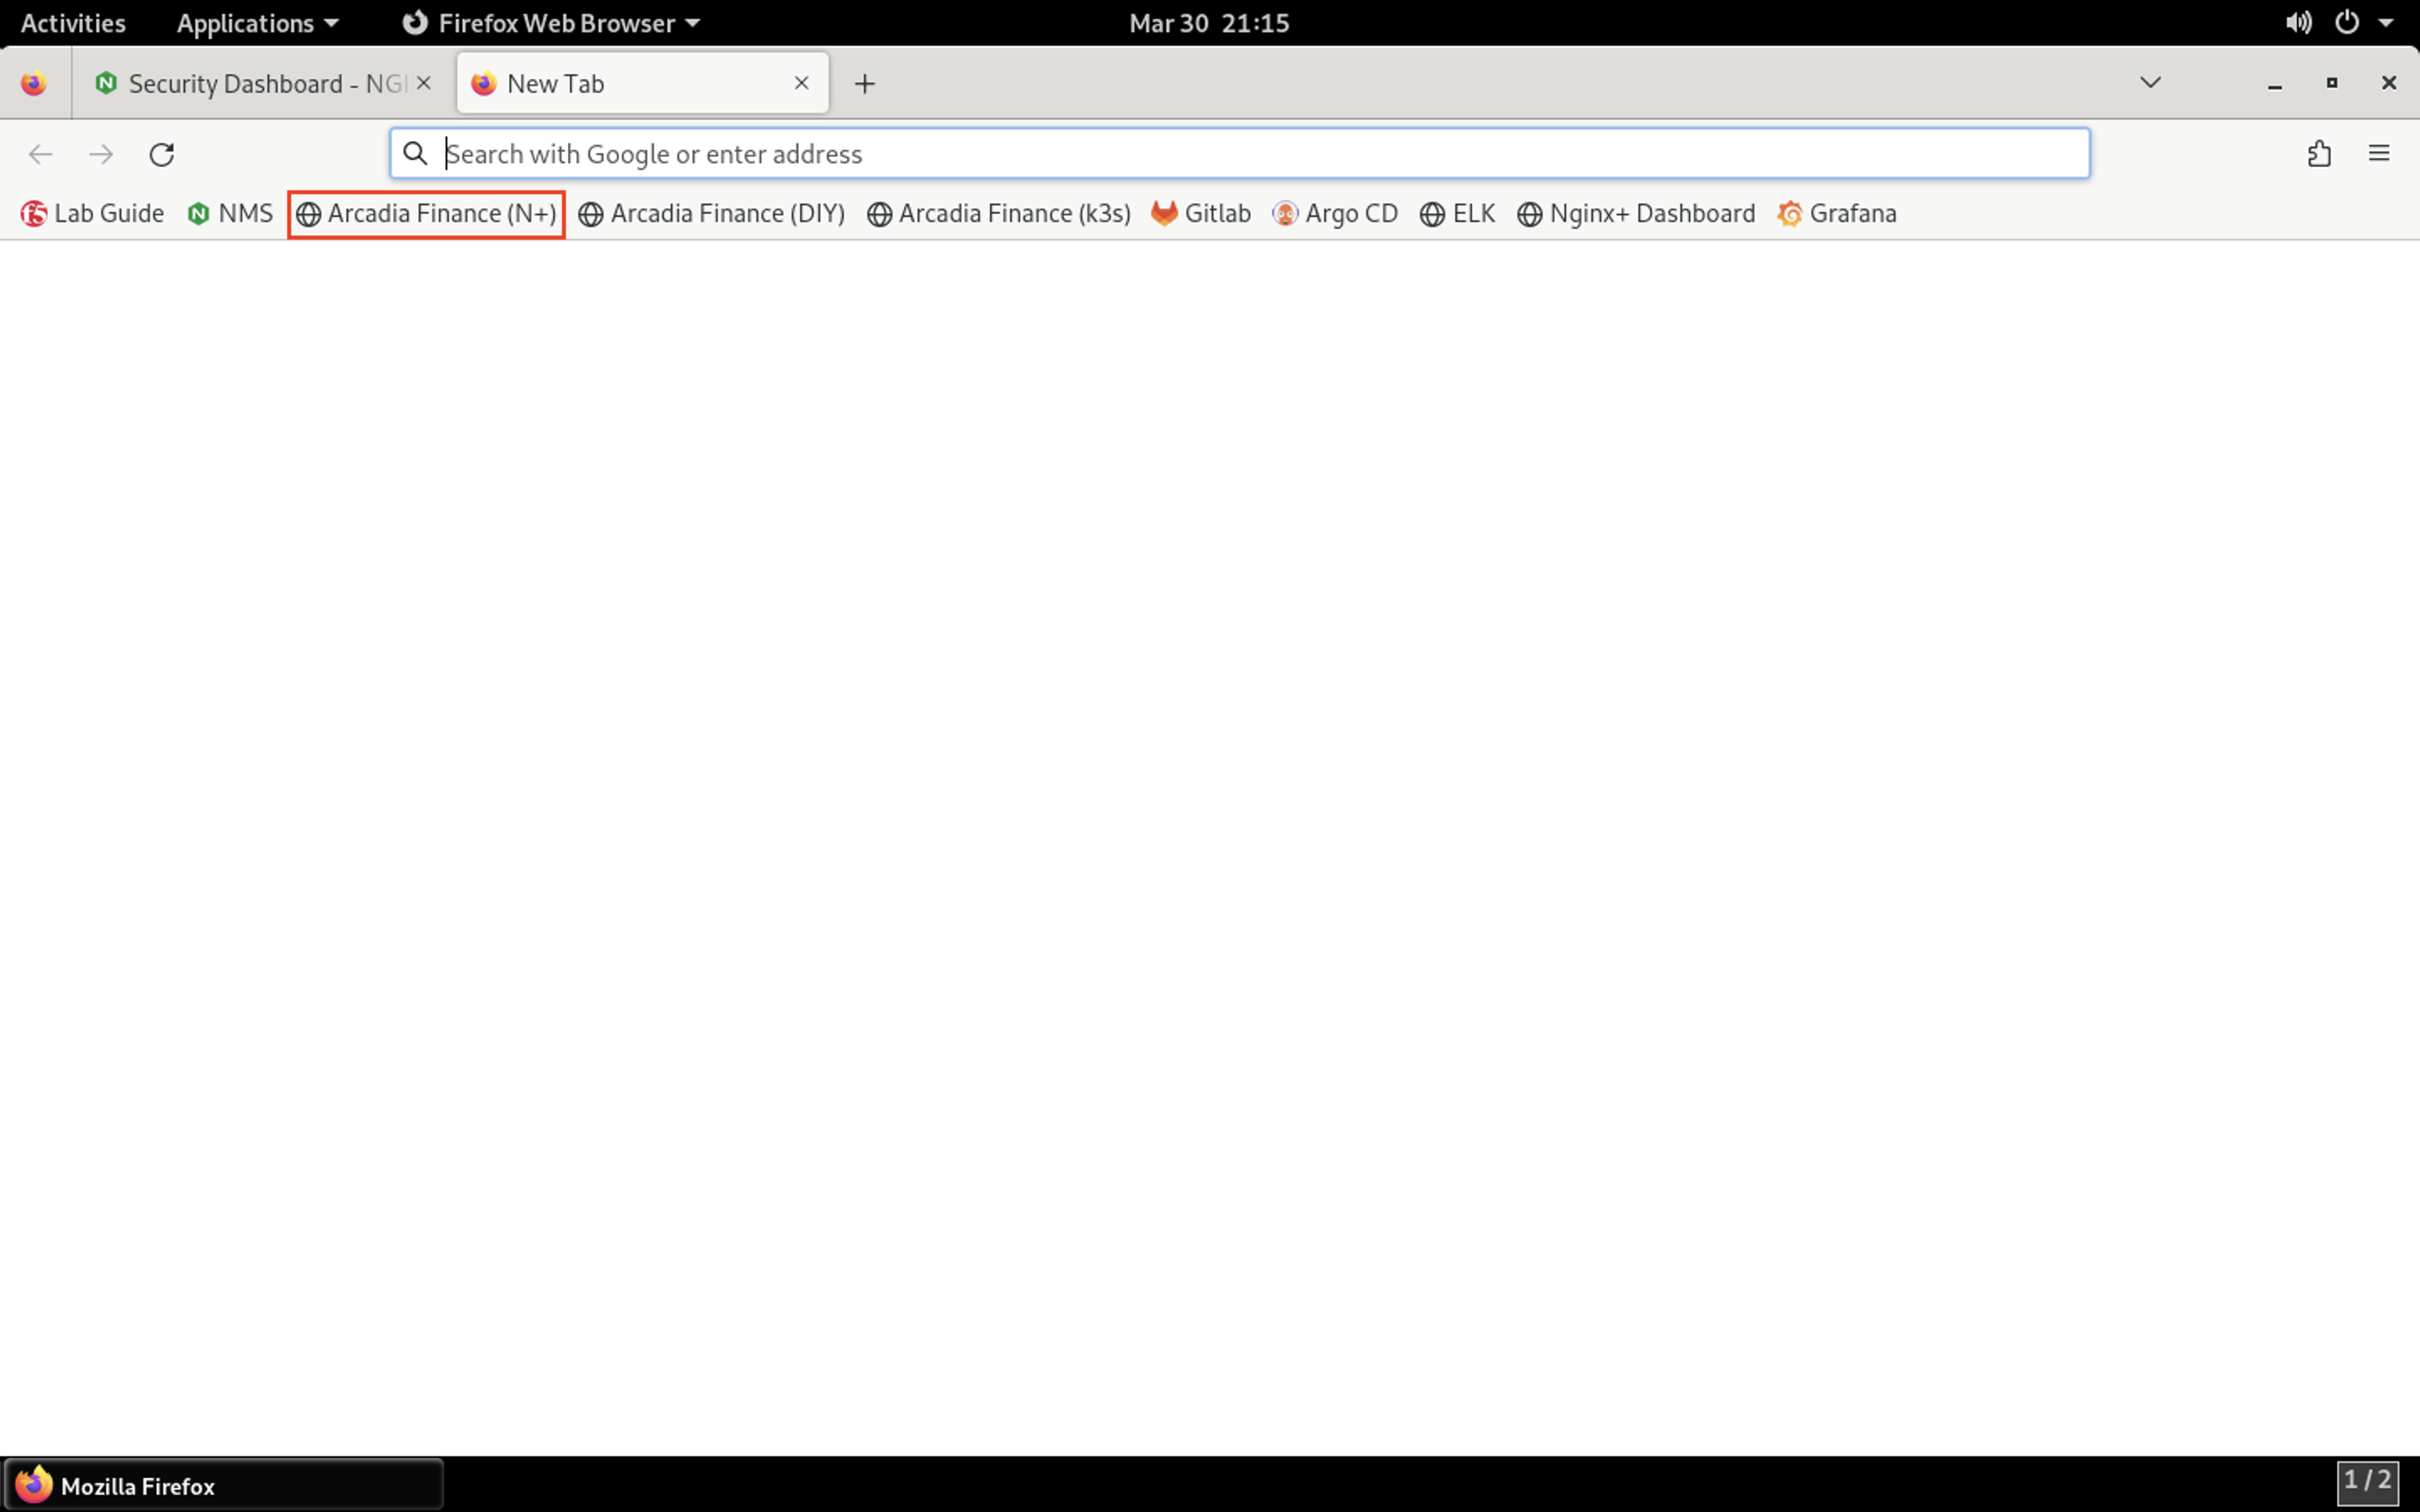 Activities Applications Firefox Web Browser Mar 30 21:15
Security Dashboard - NGI New Tab
Search with Google or enter address
Lab Guide NMS Arcadia Finance (N+) Arcadia Finance (DIY) Arcadia Finance (k3s) Gitlab Argo CD ELK Nginx+ Dashboard Grafana
Mozilla Firefox 1 / 2